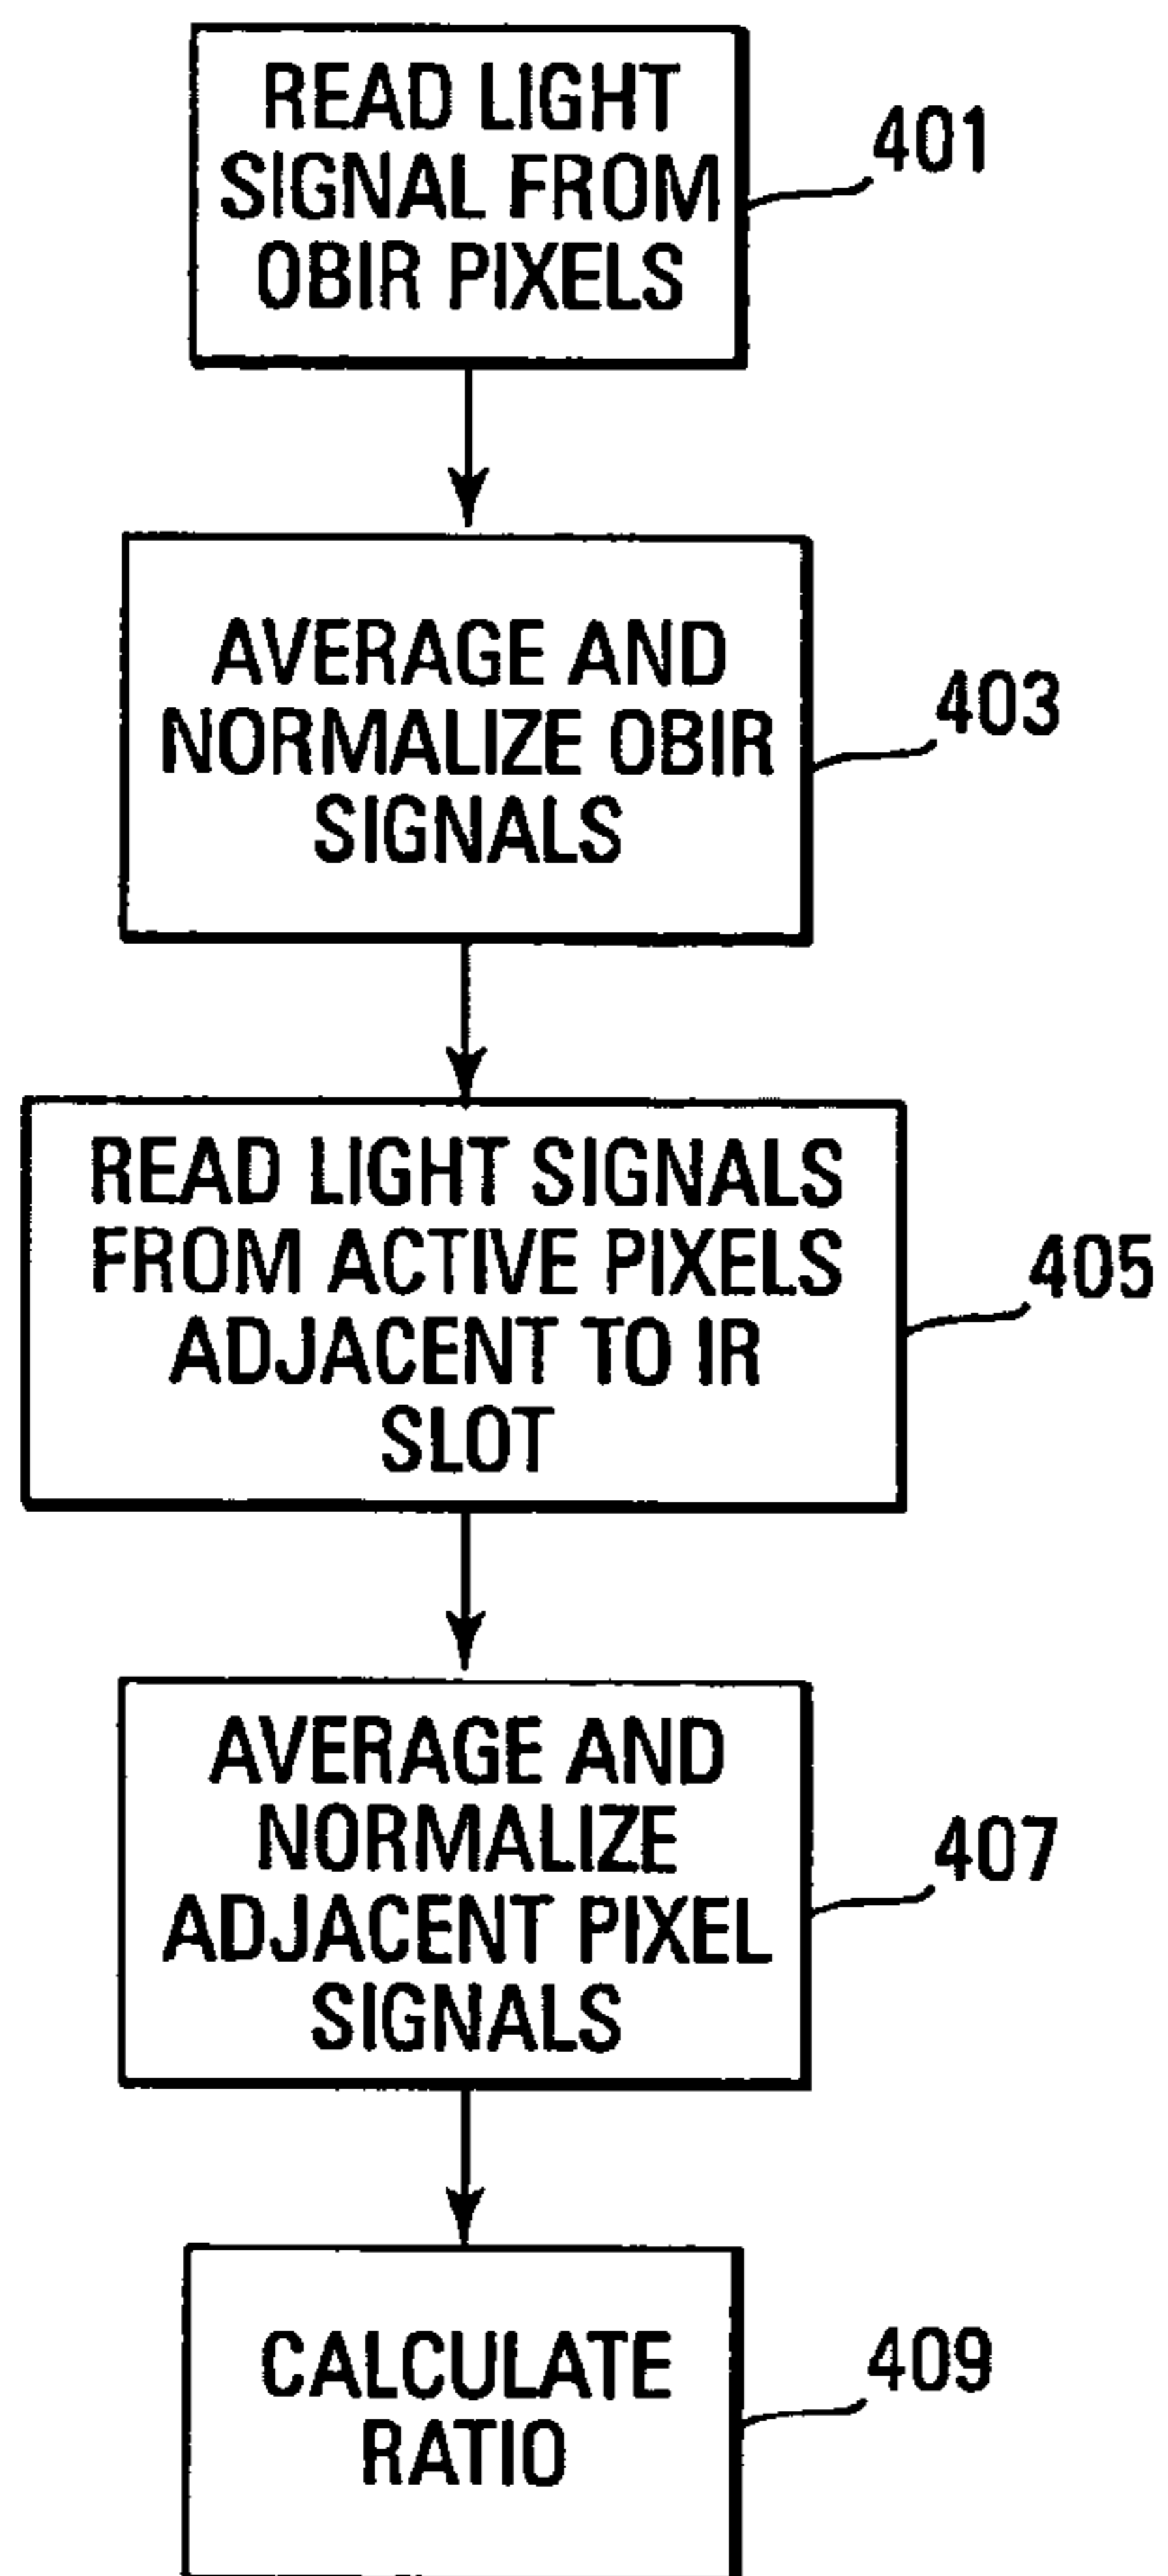 READ LIGHT
SIGNAL FROM
OBIR PIXELS
401
AVERAGE AND
NORMALIZE OBIR
SIGNALS
403
READ LIGHT SIGNALS
FROM ACTIVE PIXELS
ADJACENT TO IR
SLOT
405
AVERAGE AND
NORMALIZE
ADJACENT PIXEL
SIGNALS
407
CALCULATE
RATIO
409